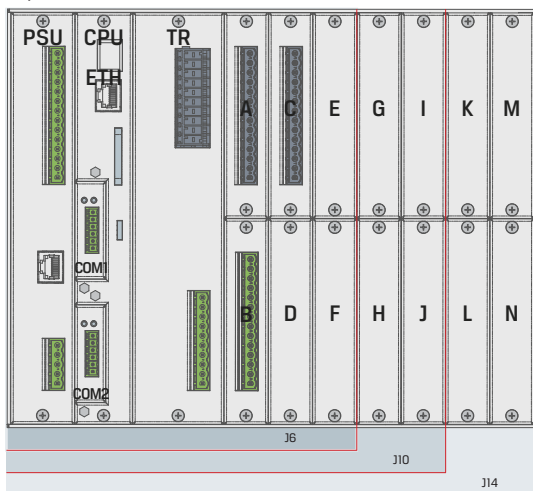 PSU CPU TR
ETH
A C E G I K M
COM1
B D F H J L N
COM2
J6
J10
J14